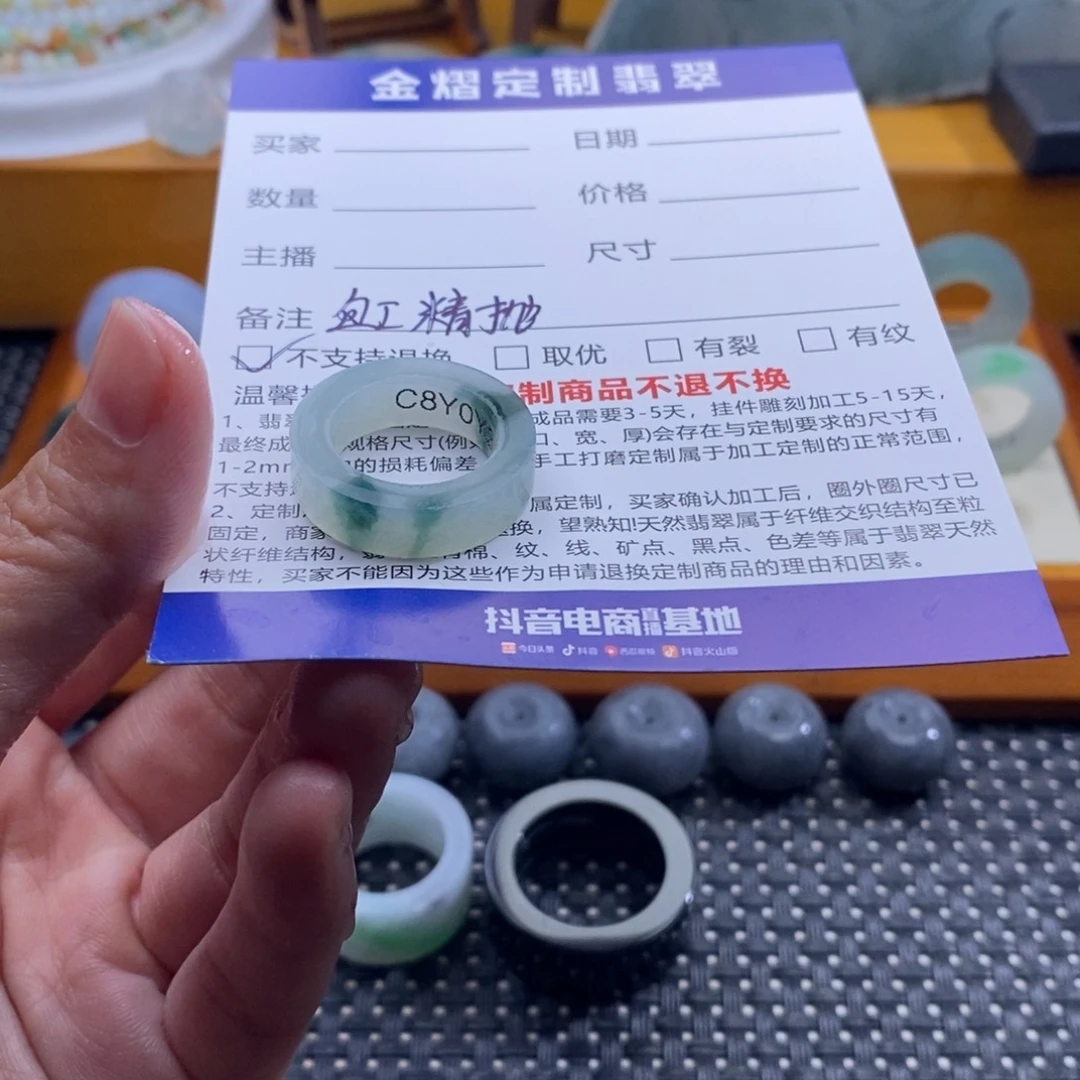 金熠定制翡翠
买家 日期
数量 价格
主播 尺寸
备注 精抛
不支持退换 取优 有裂 有纹
温馨 制商品不退不换
C8Y0
1、翡 成品需要3-5天，挂件雕刻加工5-15天，
最终成 规格尺寸(例 口、宽、厚)会存在与定制要求的尺寸有
1-2mm 的损耗偏差 手工打磨定制属于加工定制的正常范围，
不支持
2、定制 属定制，买家确认加工后，圈外圈尺寸已
固定，商家 换，望熟知!天然翡翠属于纤维交织结构至粒
状纤维结构， 有棉、纹、线、矿点、黑点、色差等属于翡翠天然
特性，买家不能因为这些作为申请退换定制商品的理由和因素。
抖音电商直播基地
今日头条 抖音 西瓜视频 抖音火山版